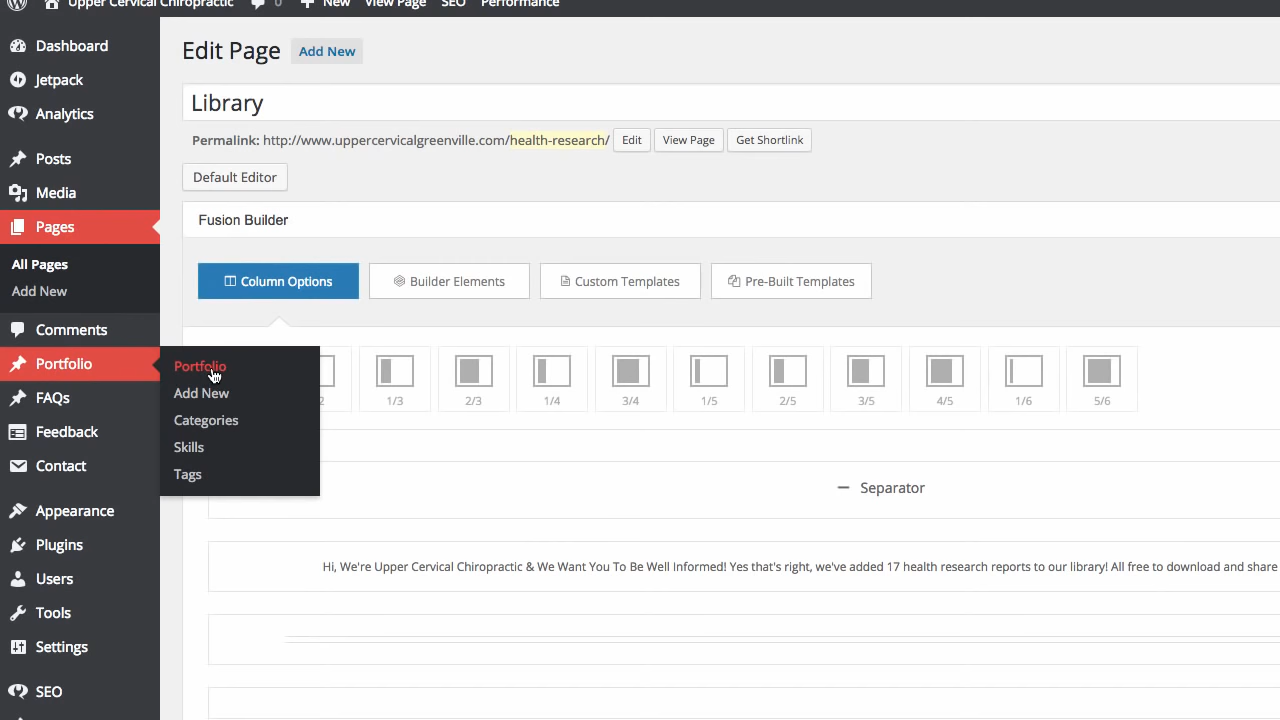 Upper Cervical Chiropractic 0 New View Page SEO Performance
Dashboard
Jetpack
Analytics
Posts
Media
Pages
All Pages
Add New
Comments
Portfolio
FAQs
Feedback
Contact
Appearance
Plugins
Users
Tools
Settings
SEO
Portfolio
Add New
Categories
Skills
Tags
Edit Page Add New
Library
Permalink: http://www.uppercervicalgreenville.com/health-research/ Edit View Page Get Shortlink
Default Editor
Fusion Builder
Column Options Builder Elements Custom Templates Pre-Built Templates
2 1/3 2/3 1/4 3/4 1/5 2/5 3/5 4/5 1/6 5/6
Separator
Hi, We're Upper Cervical Chiropractic & We Want You To Be Well Informed! Yes that's right, we've added 17 health research reports to our library! All free to download and share